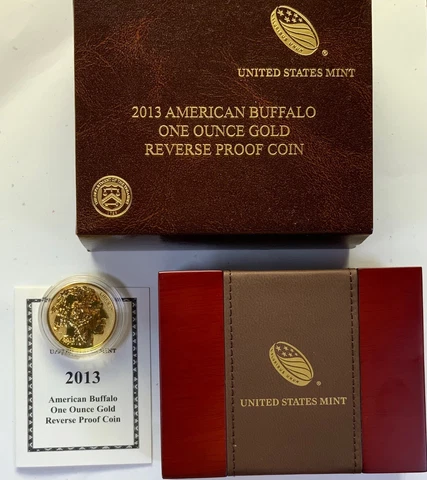 UNITED STATES MINT
2013 AMERICAN BUFFALO
ONE OUNCE GOLD
REVERSE PROOF COIN
MINT
2013
American Buffalo
One Ounce Gold
Reverse Proof Coin
UNITED STATES MINT